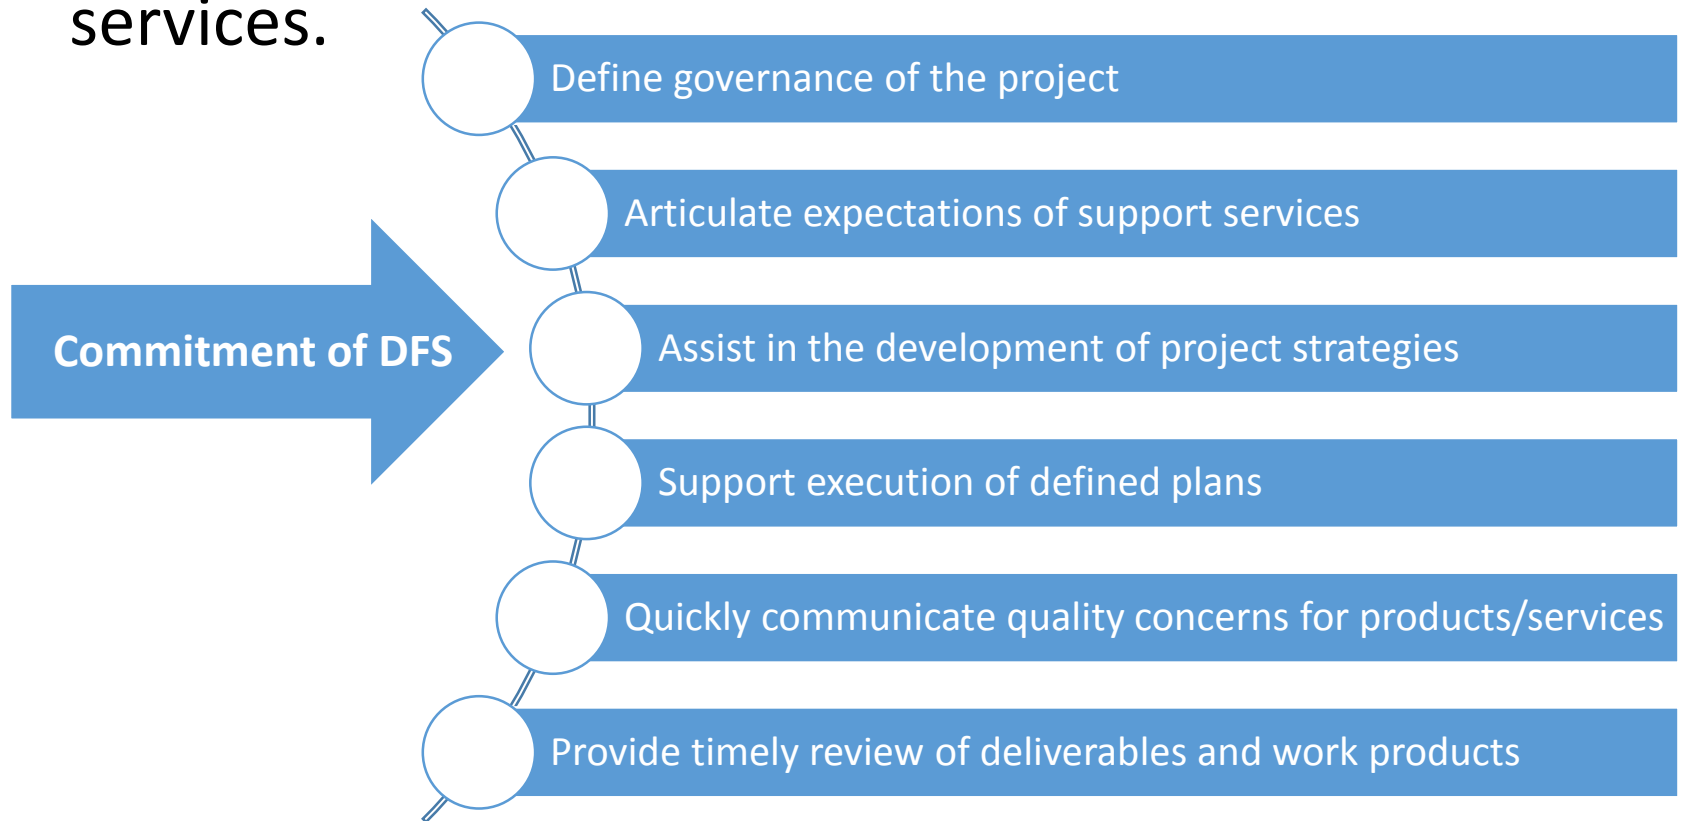 services.
Define governance of the project
Articulate expectations of support services
Commitment of DFS
Assist in the development of project strategies
Support execution of defined plans
Quickly communicate quality concerns for products/services
Provide timely review of deliverables and work products